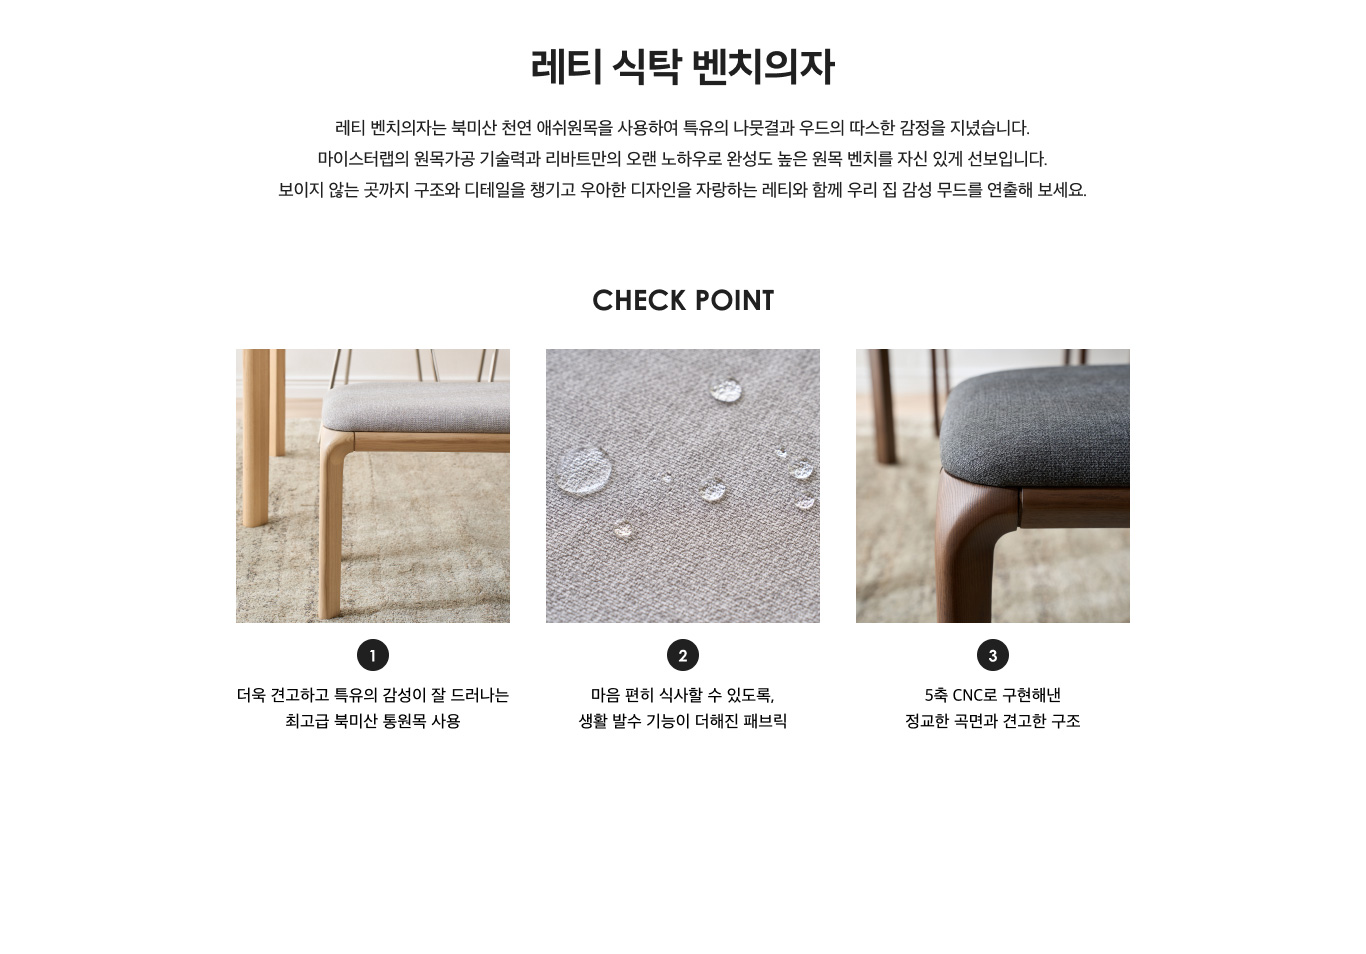 레티 식탁 벤치의자
레티 벤치의자는 북미산 천연 애쉬원목을 사용하여 특유의 나뭇결과 우드의 따스한 감정을 지녔습니다.
마이스터랩의 원목가공 기술력과 리바트만의 오랜 노하우로 완성도 높은 원목 벤치를 자신 있게 선보입니다.
보이지 않는 곳까지 구조와 디테일을 챙기고 우아한 디자인을 자랑하는 레티와 함께 우리 집 감성 무드를 연출해 보세요.
CHECK POINT
1
더욱 견고하고 특유의 감성이 잘 드러나는
최고급 북미산 통원목 사용
2
마음 편히 식사할 수 있도록,
생활 발수 기능이 더해진 패브릭
3
5축 CNC로 구현해낸
정교한 곡면과 견고한 구조